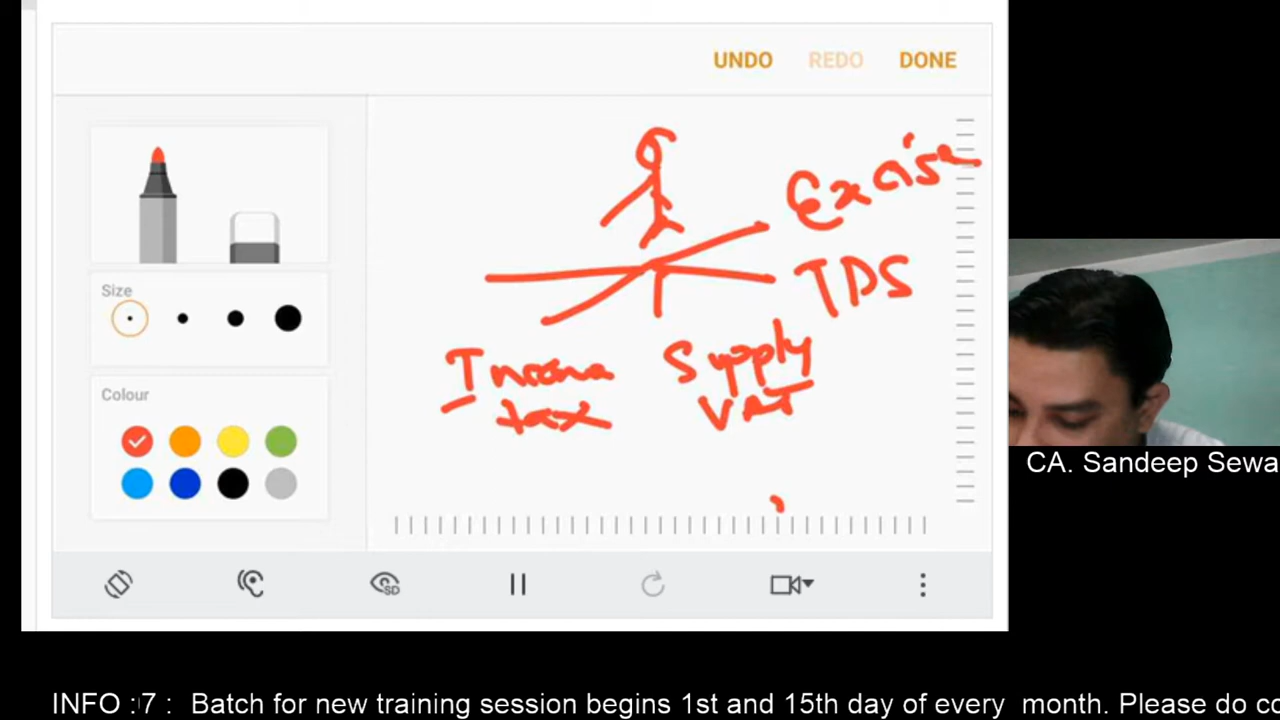 UNDO REDO DONE
Size
Colour
Excise
TDS
Income Supply
tax VAT
SD
CA. Sandeep Sewa
INFO : 7 : Batch for new training session begins 1st and 15th day of every month. Please do co